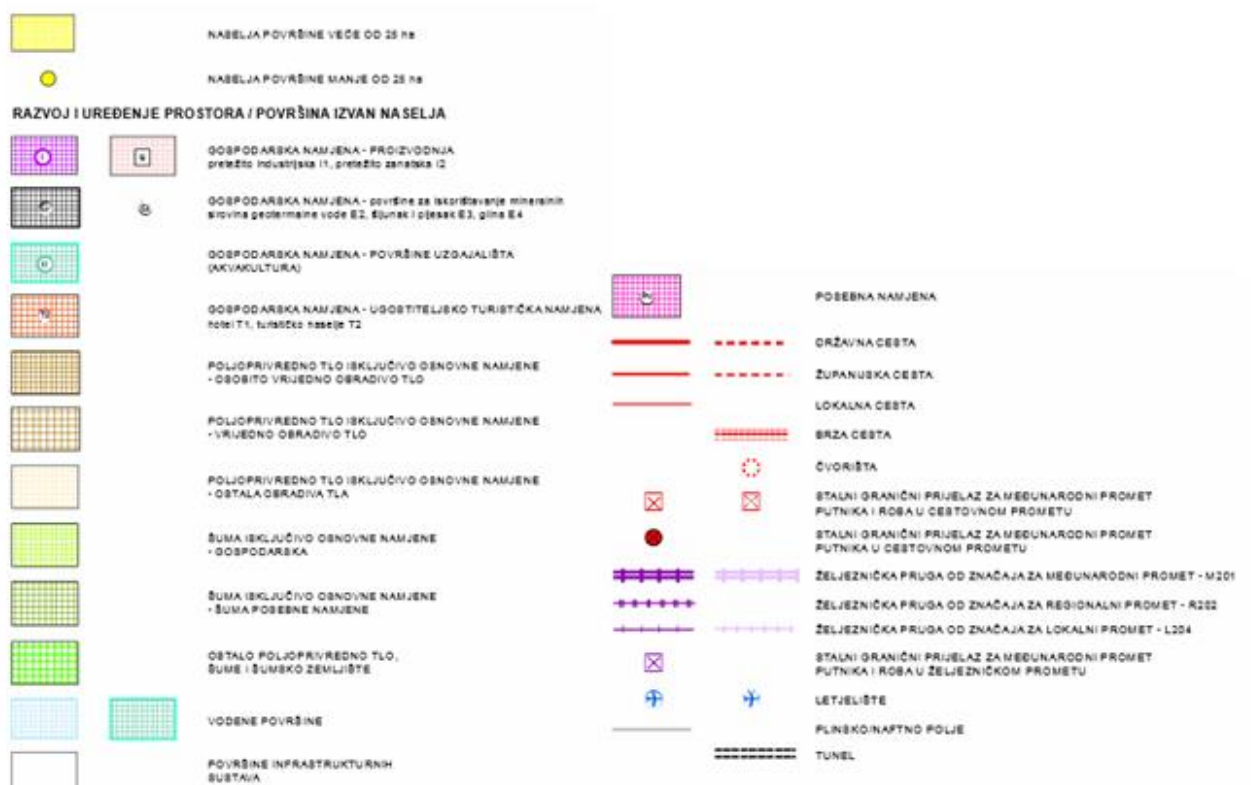 NASELJA POVRŠINE VEĆE OD 25 ha
NASELJA POVRŠINE MANJE OD 25 ha
RAZVOJ I UREĐENJE PROSTORA / POVRŠINA IZVAN NASELJA
GOSPODARSKA NAMJENA - PROIZVODNJA
pretežito industrijska I1, pretežito zanatska I2
GOSPODARSKA NAMJENA - površine za iskorištavanje mineralnih
sirovina geotermalne vode E2, šljunak i pijesak E3, glina E4
GOSPODARSKA NAMJENA - POVRŠINE UZGAJALIŠTA
(AKVAKULTURA)
GOSPODARSKA NAMJENA - UGOSTITELJSKO TURISTIČKA NAMJENA
hotel T1, turističko naselje T2
POLJOPRIVREDNO TLO ISKLJUČIVO OSNOVNE NAMJENE
- OSOBITO VRIJEDNO OBRADIVO TLO
POLJOPRIVREDNO TLO ISKLJUČIVO OSNOVNE NAMJENE
- VRIJEDNO OBRADIVO TLO
POLJOPRIVREDNO TLO ISKLJUČIVO OSNOVNE NAMJENE
- OSTALA OBRADIVA TLA
ŠUMA ISKLJUČIVO OSNOVNE NAMJENE
- GOSPODARSKA
ŠUMA ISKLJUČIVO OSNOVNE NAMJENE
- ŠUMA POSEBNE NAMJENE
OSTALO POLJOPRIVREDNO TLO,
ŠUME I ŠUMSKO ZEMLJIŠTE
VODENE POVRŠINE
POVRŠINE INFRASTRUKTURNIH
SUSTAVA
POSEBNA NAMJENA
DRŽAVNA CESTA
ŽUPANIJSKA CESTA
LOKALNA CESTA
BRZA CESTA
ČVORIŠTA
STALNI GRANIČNI PRIJELAZ ZA MEĐUNARODNI PROMET
PUTNIKA I ROBA U CESTOVNOM PROMETU
STALNI GRANIČNI PRIJELAZ ZA MEĐUNARODNI PROMET
PUTNIKA U CESTOVNOM PROMETU
ŽELJEZNIČKA PRUGA OD ZNAČAJA ZA MEĐUNARODNI PROMET - M201
ŽELJEZNIČKA PRUGA OD ZNAČAJA ZA REGIONALNI PROMET - R202
ŽELJEZNIČKA PRUGA OD ZNAČAJA ZA LOKALNI PROMET - L204
STALNI GRANIČNI PRIJELAZ ZA MEĐUNARODNI PROMET
PUTNIKA I ROBA U ŽELJEZNIČKOM PROMETU
LETJELIŠTE
PLINSKO/NAFTNO POLJE
TUNEL